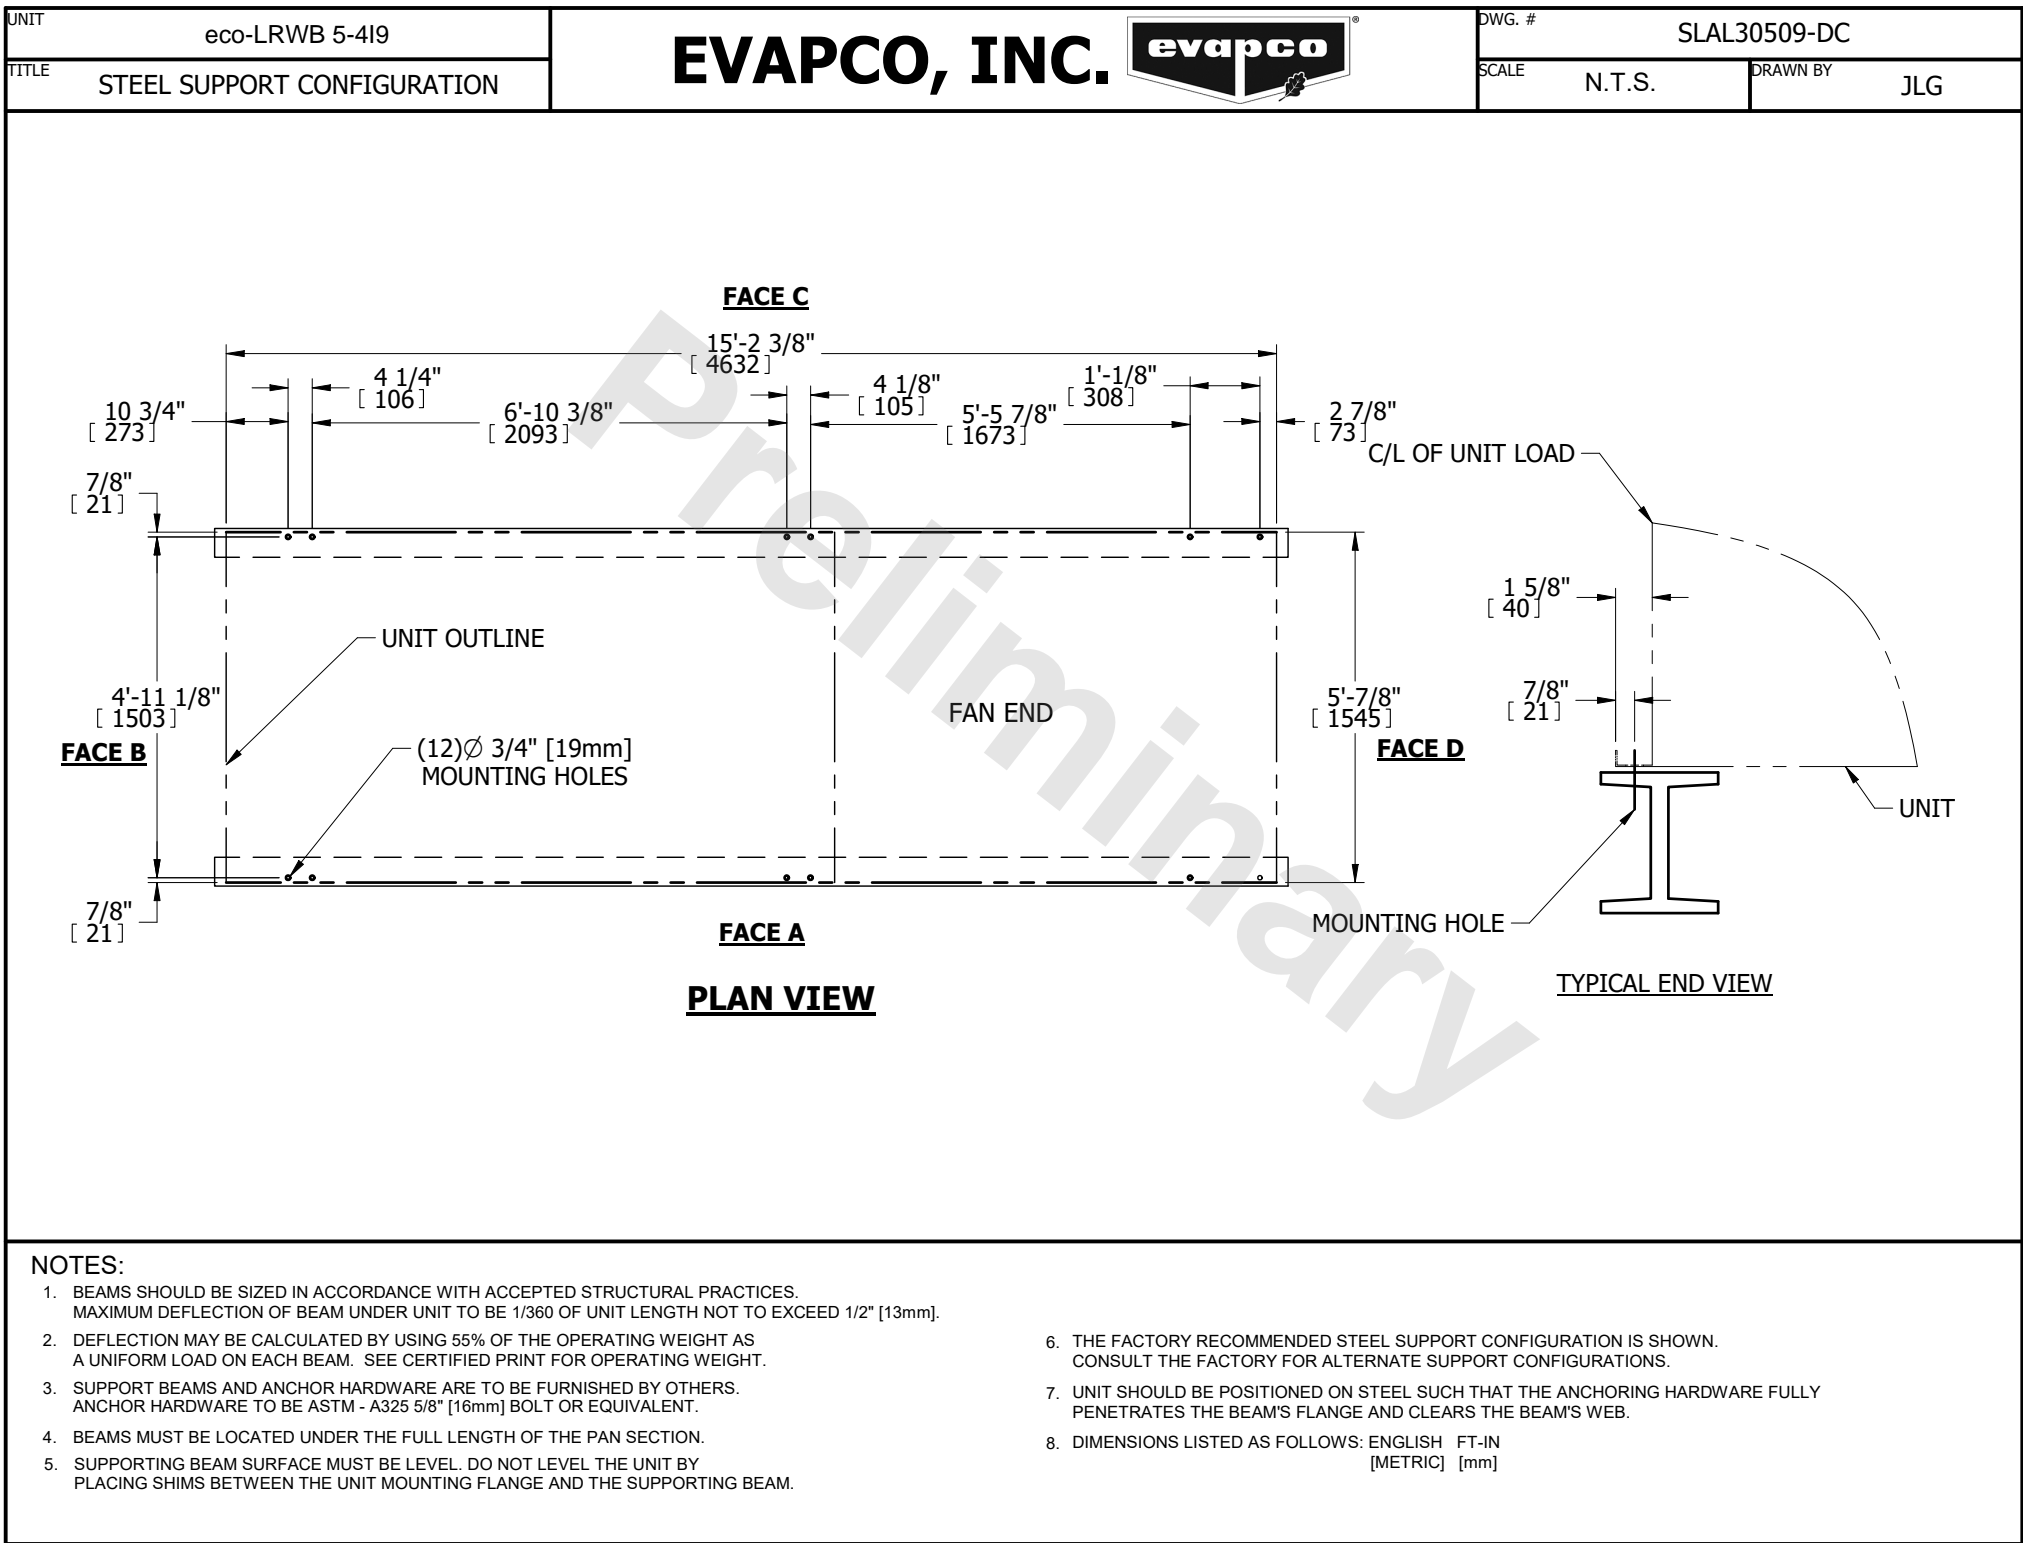 UNIT
eco-LRWB 5-4I9
TITLE
STEEL SUPPORT CONFIGURATION
EVAPCO, INC.
evapco®
DWG. #
SLAL30509-DC
SCALE
N.T.S.
DRAWN BY
JLG
FACE C
15'-2 3/8"
[ 4632]
4 1/4"
[ 106]
4 1/8"
[ 105]
1'-1/8"
[ 308]
10 3/4"
[ 273]
6'-10 3/8"
[ 2093]
5'-5 7/8"
[ 1673]
2 7/8"
[ 73]
C/L OF UNIT LOAD
7/8"
[ 21]
1 5/8"
[ 40]
UNIT OUTLINE
4'-11 1/8"
[ 1503]
FAN END
5'-7/8"
[ 1545]
7/8"
[ 21]
FACE B
(12)∅ 3/4" [19mm]
MOUNTING HOLES
FACE D
UNIT
7/8"
[ 21]
FACE A
MOUNTING HOLE
PLAN VIEW
TYPICAL END VIEW
Preliminary
NOTES:
1. BEAMS SHOULD BE SIZED IN ACCORDANCE WITH ACCEPTED STRUCTURAL PRACTICES.
MAXIMUM DEFLECTION OF BEAM UNDER UNIT TO BE 1/360 OF UNIT LENGTH NOT TO EXCEED 1/2" [13mm].
2. DEFLECTION MAY BE CALCULATED BY USING 55% OF THE OPERATING WEIGHT AS
A UNIFORM LOAD ON EACH BEAM. SEE CERTIFIED PRINT FOR OPERATING WEIGHT.
3. SUPPORT BEAMS AND ANCHOR HARDWARE ARE TO BE FURNISHED BY OTHERS.
ANCHOR HARDWARE TO BE ASTM - A325 5/8" [16mm] BOLT OR EQUIVALENT.
4. BEAMS MUST BE LOCATED UNDER THE FULL LENGTH OF THE PAN SECTION.
5. SUPPORTING BEAM SURFACE MUST BE LEVEL. DO NOT LEVEL THE UNIT BY
PLACING SHIMS BETWEEN THE UNIT MOUNTING FLANGE AND THE SUPPORTING BEAM.
6. THE FACTORY RECOMMENDED STEEL SUPPORT CONFIGURATION IS SHOWN.
CONSULT THE FACTORY FOR ALTERNATE SUPPORT CONFIGURATIONS.
7. UNIT SHOULD BE POSITIONED ON STEEL SUCH THAT THE ANCHORING HARDWARE FULLY
PENETRATES THE BEAM'S FLANGE AND CLEARS THE BEAM'S WEB.
8. DIMENSIONS LISTED AS FOLLOWS: ENGLISH FT-IN
[METRIC] [mm]